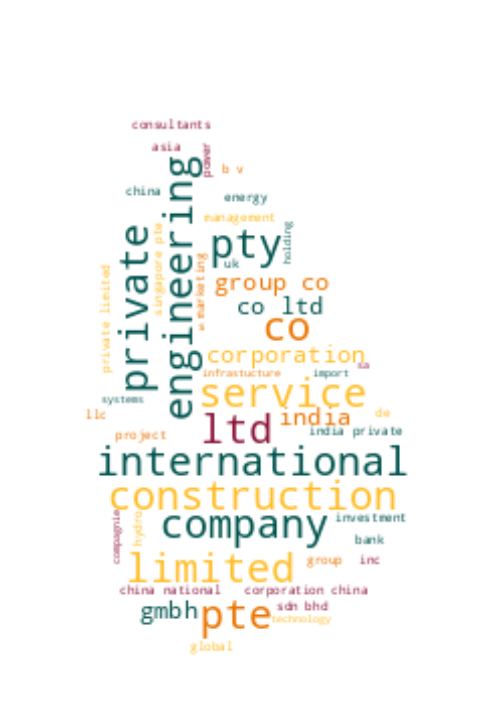 consultants
asia
power
b v
china
energy
engineering
management
private
singapore pte
pty
holding
uk
marketing
private limited
group co
co ltd
co
corporation
sa
infrastucture
import
service
systems
llc
india
de
ltd
project
india private
international
construction
compagnie
hydro
company
investment
bank
limited
group
inc
china national
corporation china
gmbh
pte
sdn bhd
technology
global